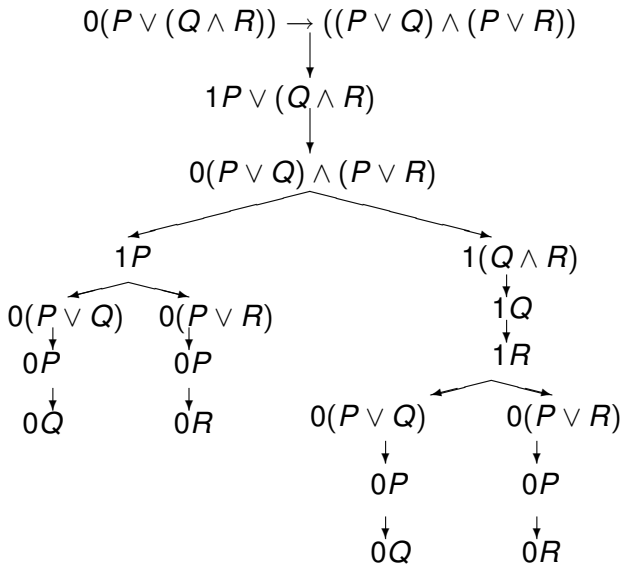 0(P ∨ (Q ∧ R)) → ((P ∨ Q) ∧ (P ∨ R))
1P ∨ (Q ∧ R)
0(P ∨ Q) ∧ (P ∨ R)
1P 1(Q ∧ R)
0(P ∨ Q) 0(P ∨ R) 1Q
0P 0P 1R
0Q 0R 0(P ∨ Q) 0(P ∨ R)
0P 0P
0Q 0R